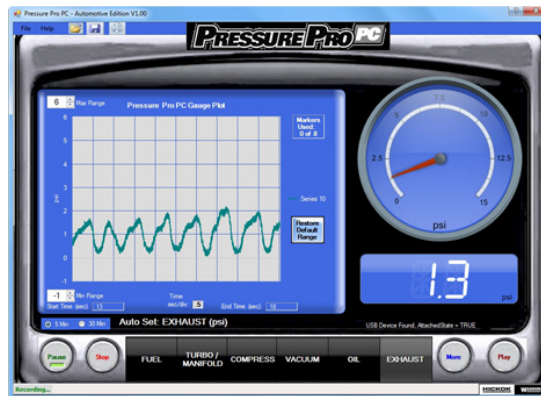 Pressure Pro PC - Automotive Edition V1.00
File Help
PRESSURE PRO PC
6 Max Range
Pressure Pro PC Gauge Plot
Markers
Used:
0 of 8
6
5
4
3
2
1
0
-1
psi
Series 10
Restore
Default
Range
-1 Min Range
Time
sec/div .5
Start Time (sec) 13
End Time (sec) 18
0
2.5
5
7.5
10
12.5
15
psi
1.3
psi
5 Min 30 Min
Auto Set: EXHAUST (psi)
USB Device Found, AttachedState = TRUE
Pause
Stop
FUEL
TURBO /
MANIFOLD
COMPRESS
VACUUM
OIL
EXHAUST
More
Play
Recording...
HICKOK